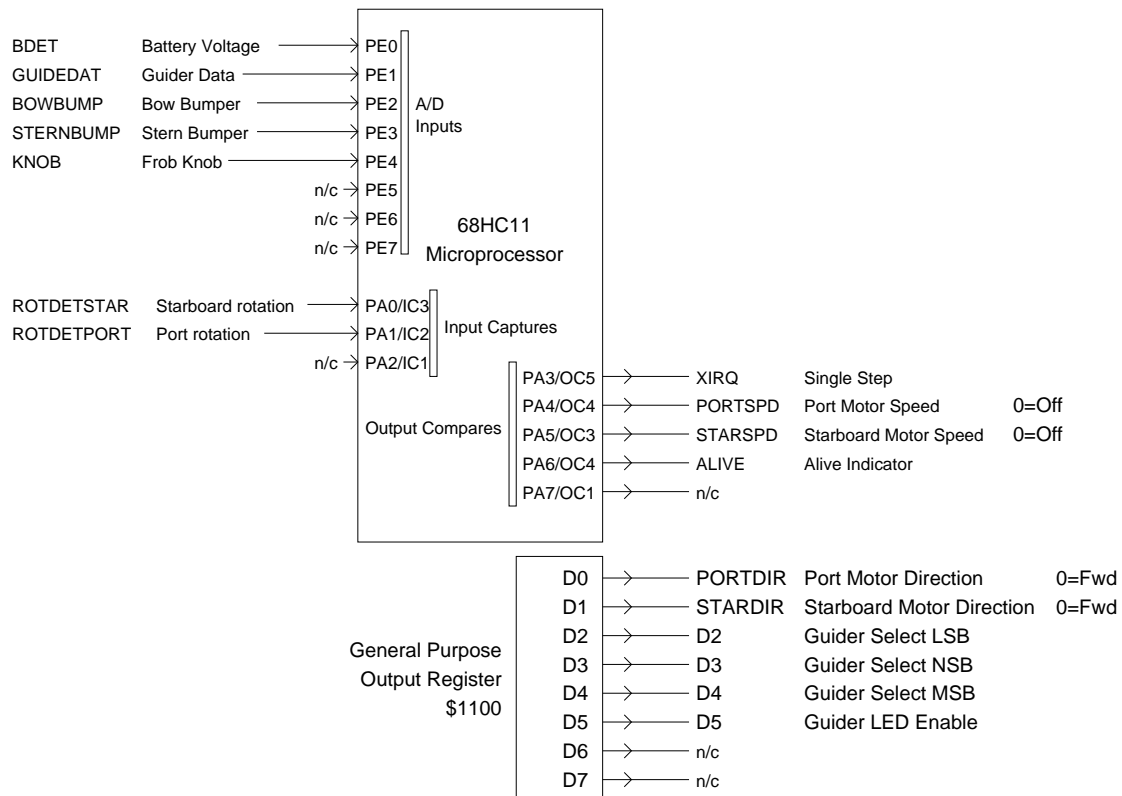 BDET Battery Voltage PE0
GUIDEDAT Guider Data PE1
BOWBUMP Bow Bumper PE2 A/D
STERNBUMP Stern Bumper PE3 Inputs
KNOB Frob Knob PE4
n/c PE5
n/c PE6 68HC11
n/c PE7 Microprocessor
ROTDETSTAR Starboard rotation PA0/IC3
ROTDETPORT Port rotation PA1/IC2 Input Captures
n/c PA2/IC1
PA3/OC5 XIRQ Single Step
PA4/OC4 PORTSPD Port Motor Speed 0=Off
Output Compares PA5/OC3 STARSPD Starboard Motor Speed 0=Off
PA6/OC4 ALIVE Alive Indicator
PA7/OC1 n/c
D0 PORTDIR Port Motor Direction 0=Fwd
D1 STARDIR Starboard Motor Direction 0=Fwd
D2 D2 Guider Select LSB
General Purpose D3 D3 Guider Select NSB
Output Register D4 D4 Guider Select MSB
$1100 D5 D5 Guider LED Enable
D6 n/c
D7 n/c